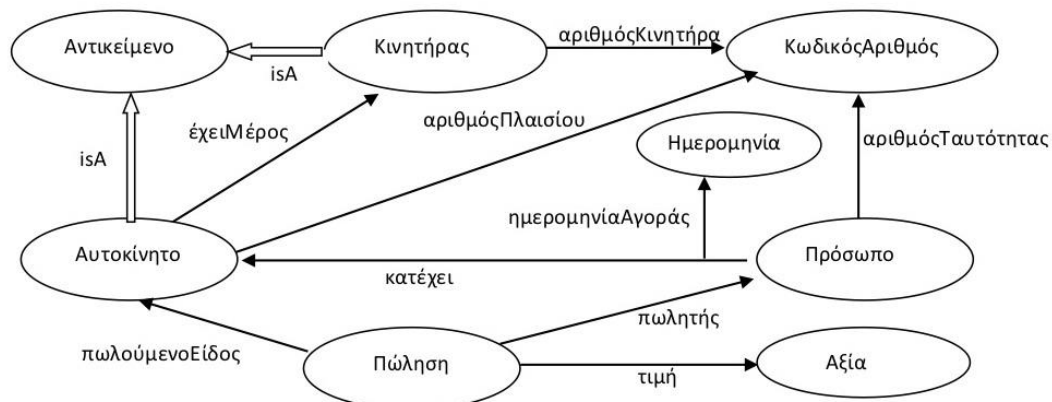 Αντικείμενο
Κινητήρας
αριθμόςΚινητήρα
ΚωδικόςΑριθμός
isA
έχειΜέρος
αριθμόςΠλαισίου
Ημερομηνία
αριθμόςΤαυτότητας
isA
ημερομηνίαΑγοράς
Αυτοκίνητο
Πρόσωπο
κατέχει
πωλητής
πωλούμενοΕίδος
Πώληση
Αξία
τιμή